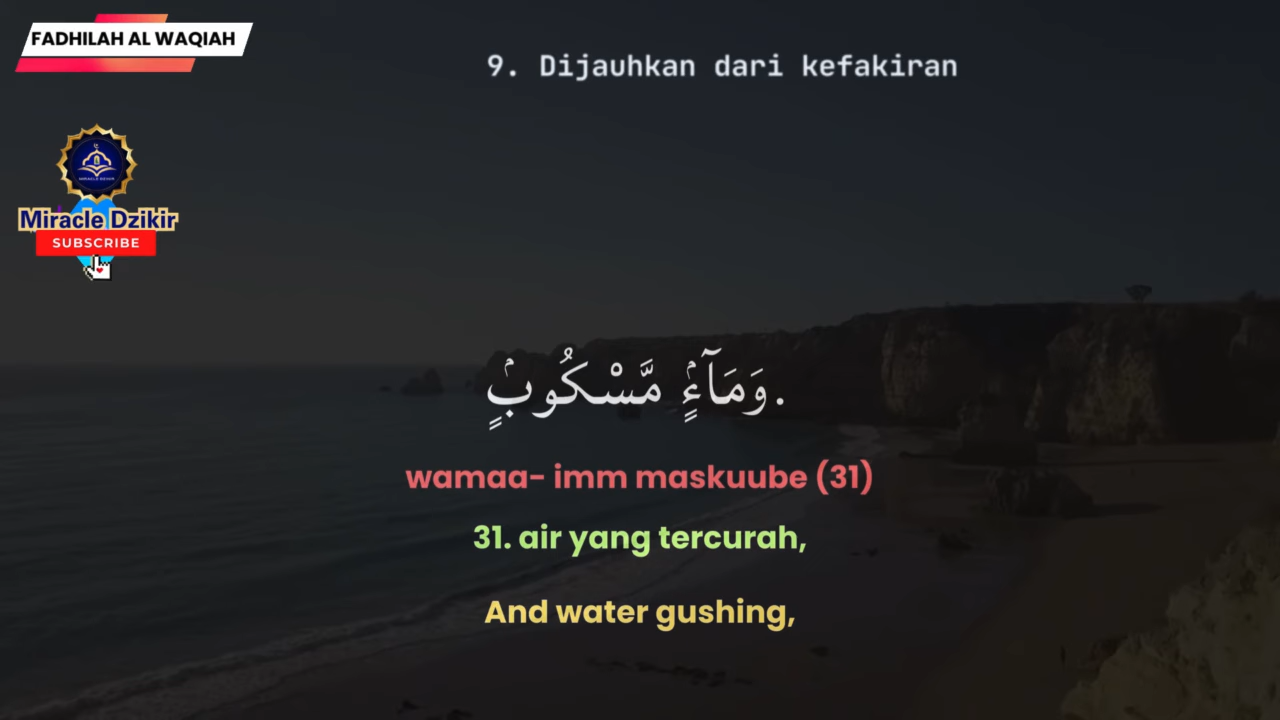 FADHILAH AL WAQIAH
9. Dijauhkan dari kefakiran
Miracle Dzikir
SUBSCRIBE
وَمَآءٍۢ مَّسْكُوبٍۢ.
wamaa- imm maskuube (31)
31. air yang tercurah,
And water gushing,